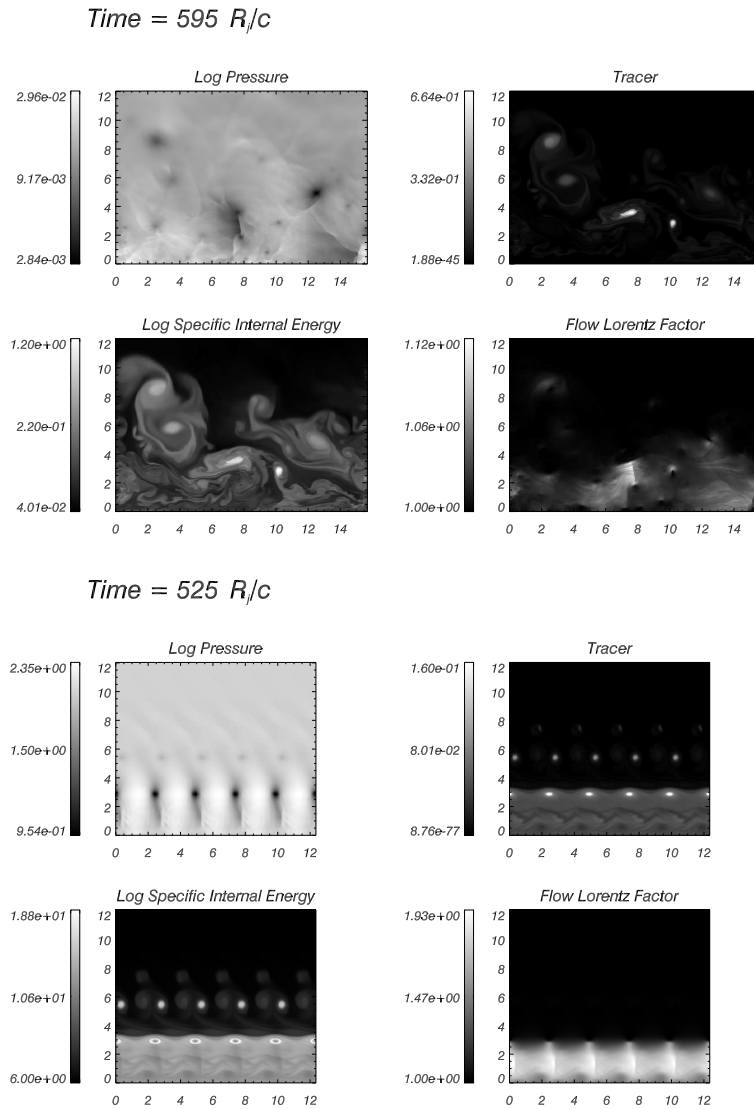 Time = 595 Rj/c
Log Pressure
Tracer
2.96e-02
9.17e-03
2.84e-03
12
10
8
6
4
2
0
0 2 4 6 8 10 12 14
6.64e-01
3.32e-01
1.88e-45
12
10
8
6
4
2
0
0 2 4 6 8 10 12 14
Log Specific Internal Energy
Flow Lorentz Factor
1.20e+00
2.20e-01
4.01e-02
12
10
8
6
4
2
0
0 2 4 6 8 10 12 14
1.12e+00
1.06e+00
1.00e+00
12
10
8
6
4
2
0
0 2 4 6 8 10 12 14
Time = 525 Rj/c
Log Pressure
Tracer
2.35e+00
1.50e+00
9.54e-01
12
10
8
6
4
2
0
0 2 4 6 8 10 12
1.60e-01
8.01e-02
8.76e-77
12
10
8
6
4
2
0
0 2 4 6 8 10 12
Log Specific Internal Energy
Flow Lorentz Factor
1.88e+01
1.06e+01
6.00e+00
12
10
8
6
4
2
0
0 2 4 6 8 10 12
1.93e+00
1.47e+00
1.00e+00
12
10
8
6
4
2
0
0 2 4 6 8 10 12